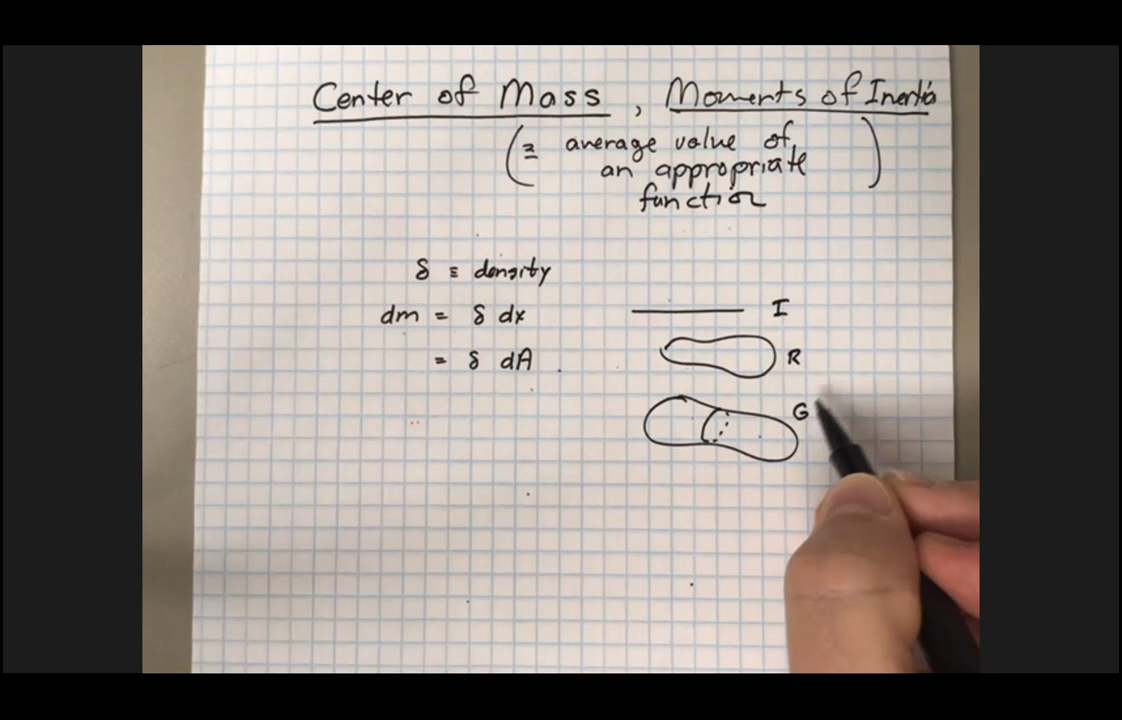 Center of Mass , Moments of Inertia
( ≡ average value of
an appropriate
function )
δ ≡ density
dm = δ dx
I
= δ dA
R
G